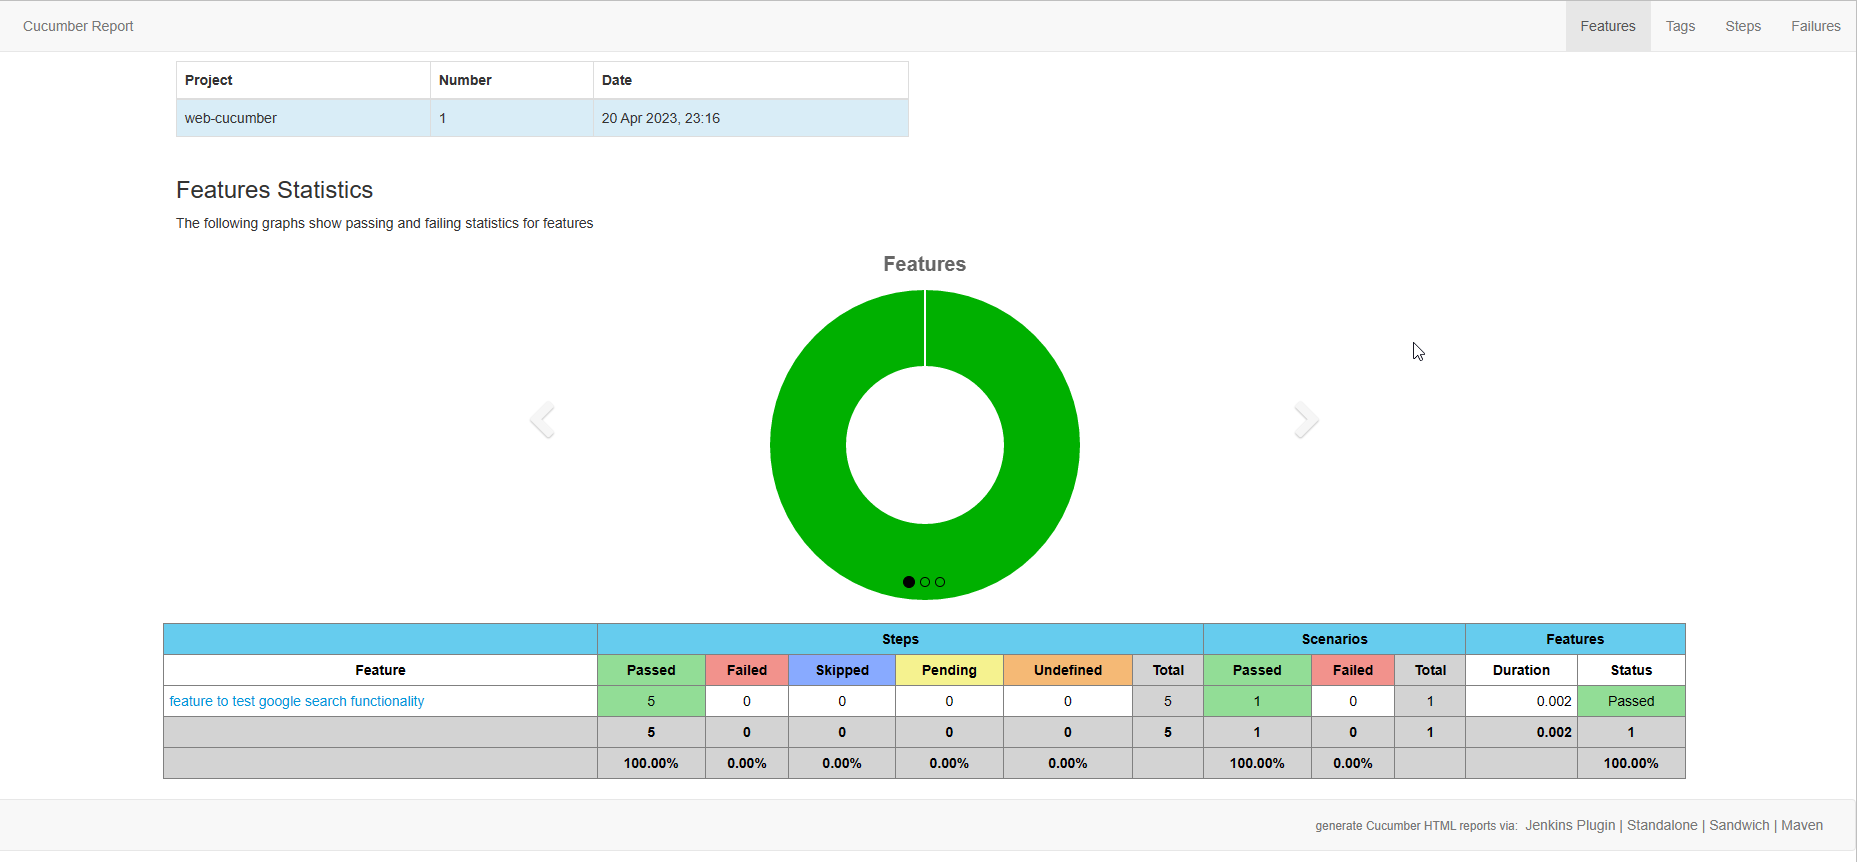 Cucumber Report Features Tags Steps Failures
Project Number Date
web-cucumber 1 20 Apr 2023, 23:16
Features Statistics
The following graphs show passing and failing statistics for features
Features
Steps Scenarios Features
Feature Passed Failed Skipped Pending Undefined Total Passed Failed Total Duration Status
feature to test google search functionality 5 0 0 0 0 5 1 0 1 0.002 Passed
5 0 0 0 0 5 1 0 1 0.002 1
100.00% 0.00% 0.00% 0.00% 0.00% 100.00% 0.00% 100.00%
generate Cucumber HTML reports via: Jenkins Plugin | Standalone | Sandwich | Maven